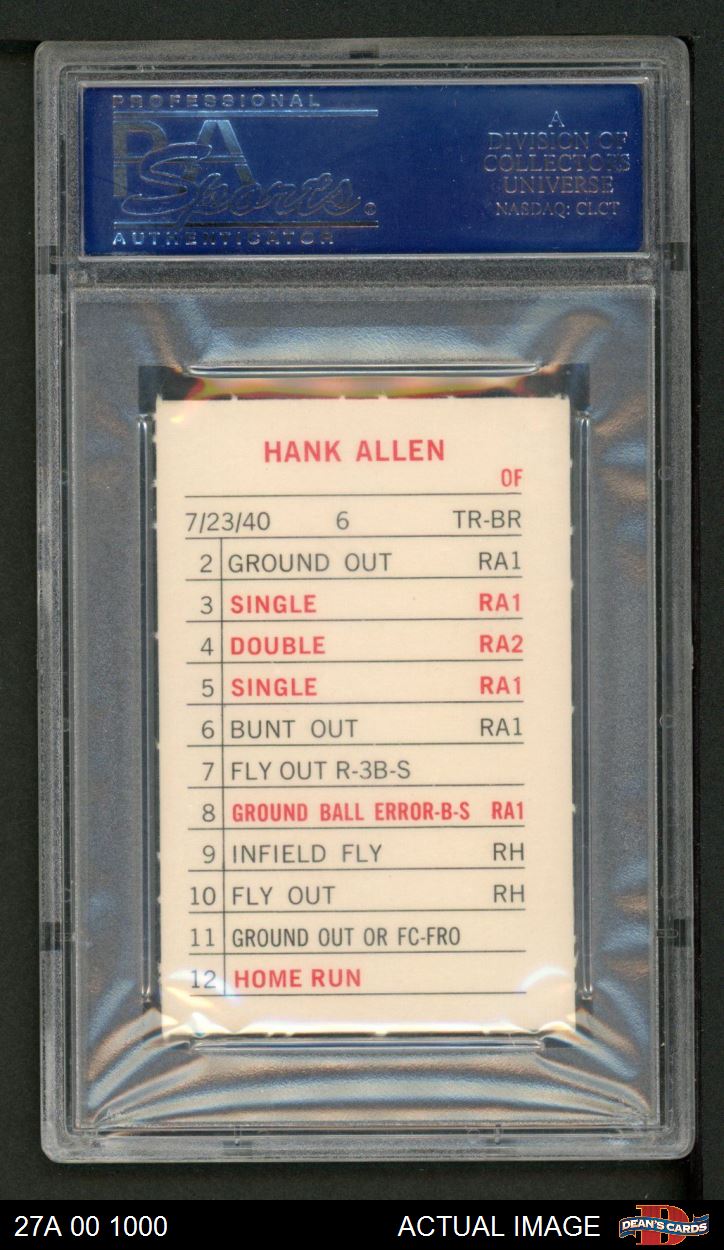 PROFESSIONAL
PSA
Sports ®
AUTHENTICATOR
A
DIVISION OF
COLLECTORS
UNIVERSE
NASDAQ: CLCT
HANK ALLEN
OF
7/23/40 6 TR-BR
2 GROUND OUT RA1
3 SINGLE RA1
4 DOUBLE RA2
5 SINGLE RA1
6 BUNT OUT RA1
7 FLY OUT R-3B-S
8 GROUND BALL ERROR-B-S RA1
9 INFIELD FLY RH
10 FLY OUT RH
11 GROUND OUT OR FC-FRO
12 HOME RUN
27A 00 1000 ACTUAL IMAGE DEAN'S CARDS